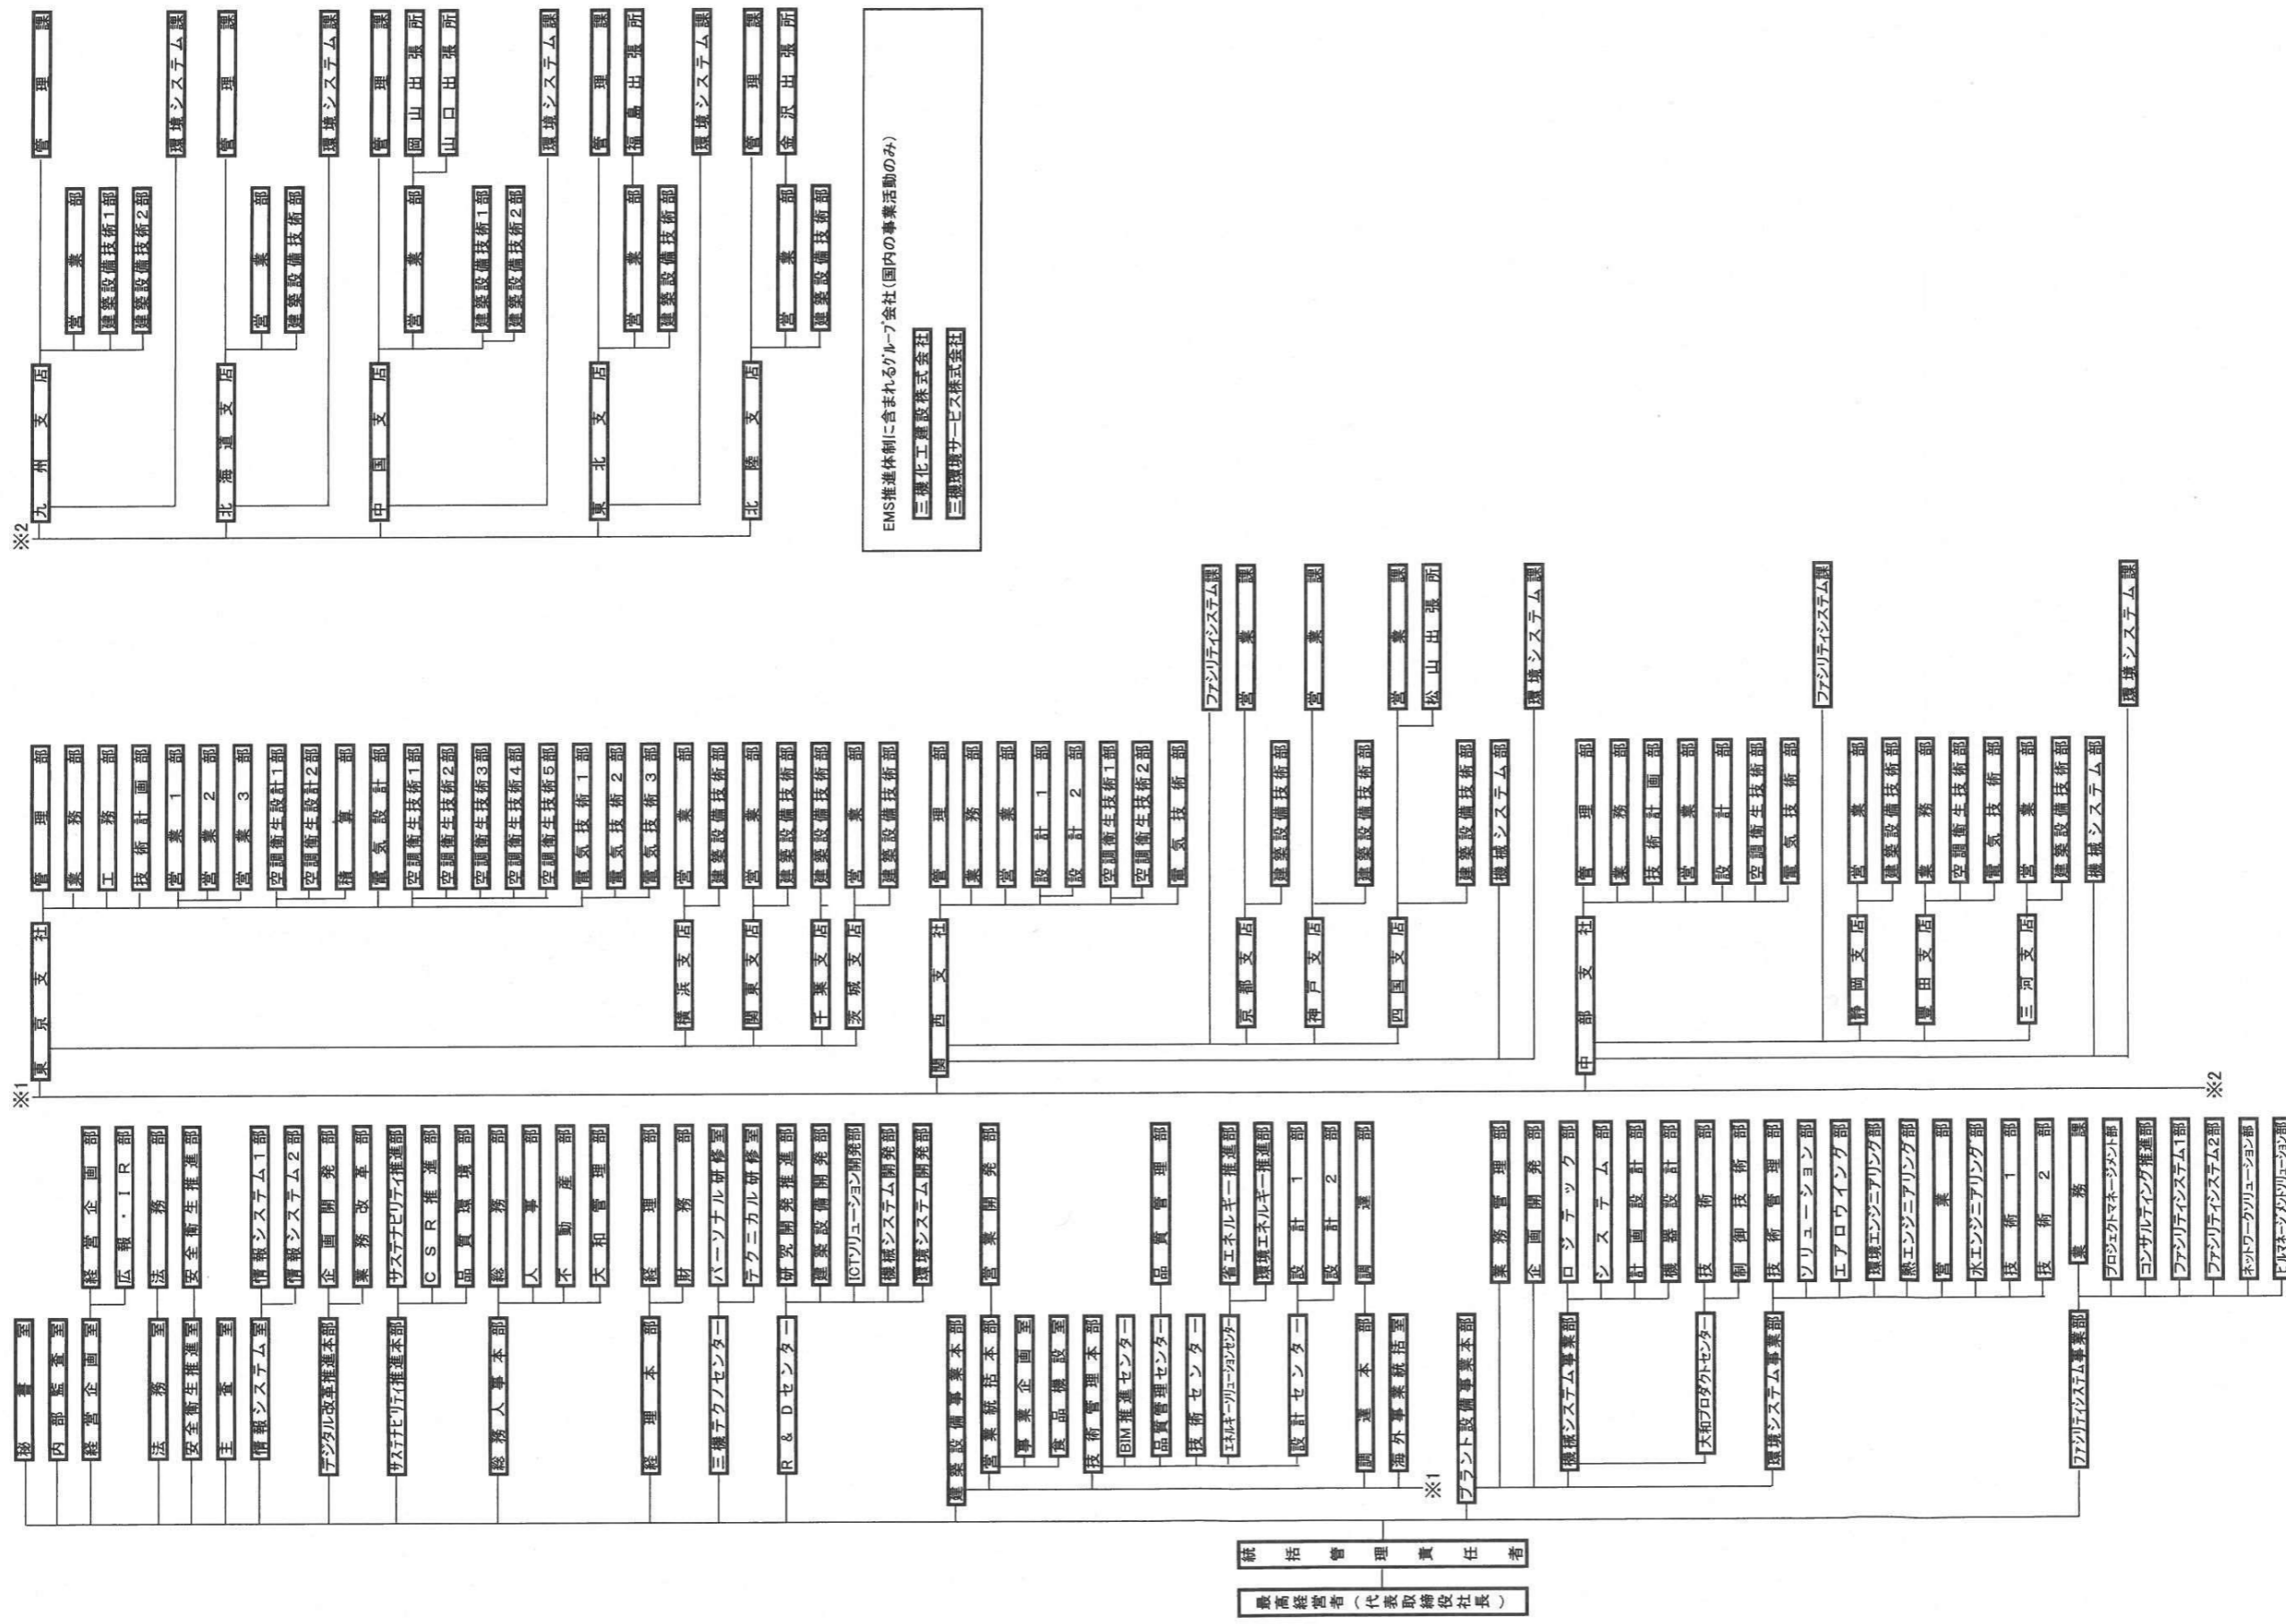 最高経営者（代表取締役社長）
統括管理責任者
秘書室
内部監査室
経営企画室
経営企画部
広報・ＩＲ部
法務室
法務部
安全衛生推進室
安全衛生推進部
主査室
情報システム室
情報システム1部
情報システム2部
デジタル改革推進本部
企画開発部
業務改革部
サステナビリティ推進本部
サステナビリティ推進部
ＣＳＲ推進部
品質環境部
総務人事本部
総務部
人事部
不動産部
大和管理部
経理本部
経理部
財務部
三機テクノセンター
パーソナル研修室
テクニカル研修室
Ｒ＆Ｄセンター
研究開発推進部
建築設備開発部
ICTソリューション開発部
機械システム開発部
環境システム開発部
建築設備事業本部
営業統括本部
営業開発部
事業企画室
食品機設室
技術管理本部
BIM推進センター
品質管理センター
品質管理部
技術センター
エネルギーソリューションセンター
省エネルギー推進部
環境エネルギー推進部
設計センター
設計1部
設計2部
調達本部
調達部
海外事業統括室
※1
プラント設備事業本部
業務管理部
企画開発部
機械システム事業部
ロジテック部
システム部
計画設計部
機器設計部
大和プロダクトセンター
技術部
制御技術部
環境システム事業部
技術管理部
ソリューション部
エアロウイング部
環境エンジニアリング部
熱エンジニアリング部
営業部
水エンジニアリング部
技術1部
技術2部
ファシリティシステム事業部
業務課
プロジェクトマネージメント部
コンサルティング推進部
ファシリティシステム1部
ファシリティシステム2部
ネットワークソリューション部
ビルマネージメントソリューション部
※1
東京支社
管理部
業務部
工務部
技術計画部
営業1部
営業2部
営業3部
空調衛生設計1部
空調衛生設計2部
積算部
電気設計部
空調衛生技術1部
空調衛生技術2部
空調衛生技術3部
空調衛生技術4部
空調衛生技術5部
電気技術1部
電気技術2部
電気技術3部
横浜支店
営業部
建築設備技術部
関東支店
営業部
建築設備技術部
千葉支店
建築設備技術部
茨城支店
営業部
建築設備技術部
関西支社
管理部
業務部
営業部
設計1部
設計2部
空調衛生技術1部
空調衛生技術2部
電気技術部
ファシリティシステム課
京都支店
営業課
建築設備技術部
神戸支店
営業課
建築設備技術部
四国支店
営業課
松山出張所
建築設備技術部
機械システム部
環境システム課
中部支社
管理部
業務部
技術計画部
営業部
設計部
空調衛生技術部
電気技術部
ファシリティシステム課
静岡支店
営業部
建築設備技術部
豊田支店
業務部
空調衛生技術部
電気技術部
三河支店
営業部
建築設備技術部
機械システム部
環境システム課
※2
※2
九州支店
管理課
営業部
建築設備技術1部
建築設備技術2部
環境システム課
北海道支店
管理課
営業部
建築設備技術部
環境システム課
中国支店
管理課
営業部
岡山出張所
山口出張所
建築設備技術1部
建築設備技術2部
環境システム課
東北支店
管理課
営業部
福島出張所
建築設備技術部
環境システム課
北陸支店
管理課
営業部
金沢出張所
建築設備技術部
EMS推進体制に含まれるグループ会社（国内の事業活動のみ）
三機化工建設株式会社
三機環境サービス株式会社